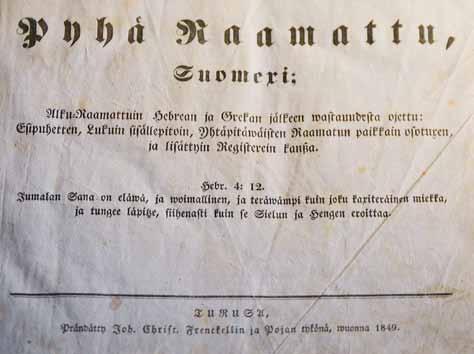 Pyhä Raamattu,
Suomexi;
Alku-Raamattuin Hebrean ja Grekan jälkeen wastauudesta ojettu:
Esipuhetten, Lukuin sisällepitoin, Yhtäpitäwäisten Raamatun paikkain osotuxen,
ja lisättyin Registerein kanssa.
Hebr. 4: 12.
Jumalan Sana on eläwä, ja woimallinen, ja teräwämpi kuin joku kaxiteräinen miekka,
ja tungee läpitze, siihenasti kuin se Sielun ja Hengen eroittaa.
TURUSA,
Prändätty Joh. Christ. Frenckellin ja Pojan tykönä, wuonna 1849.